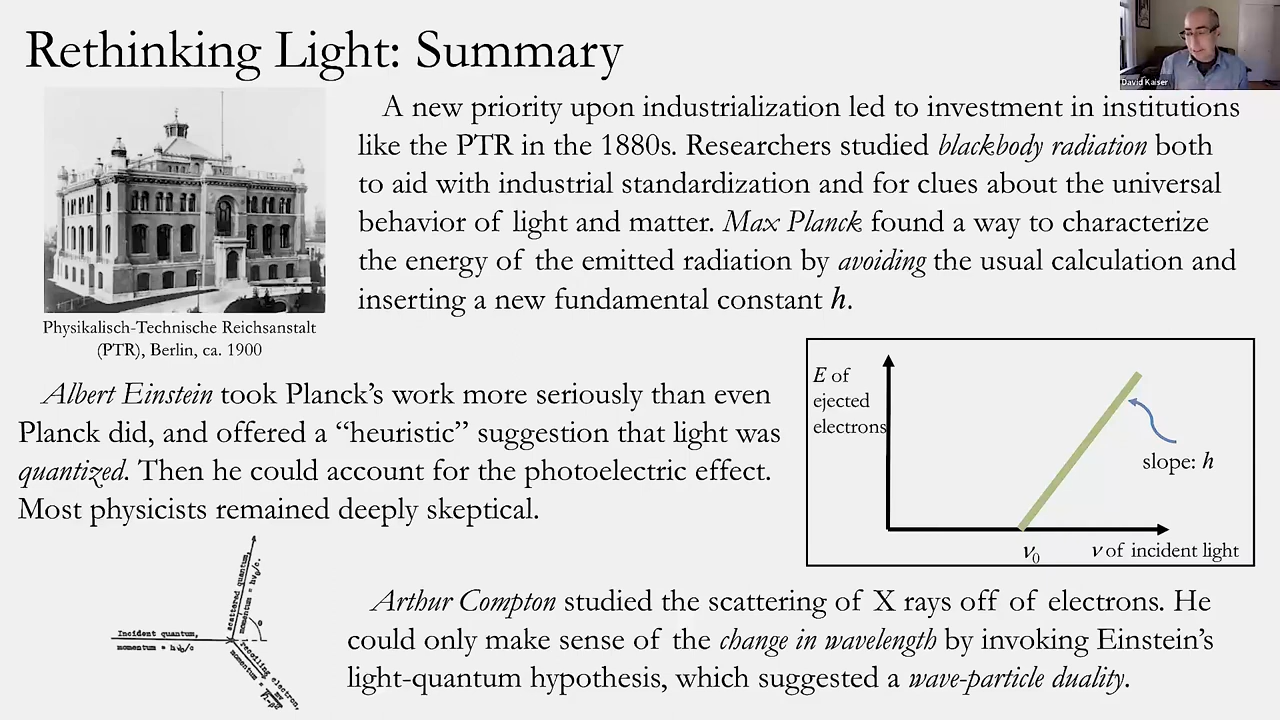 Rethinking Light: Summary
David Kaiser
A new priority upon industrialization led to investment in institutions
like the PTR in the 1880s. Researchers studied blackbody radiation both
to aid with industrial standardization and for clues about the universal
behavior of light and matter. Max Planck found a way to characterize
the energy of the emitted radiation by avoiding the usual calculation and
inserting a new fundamental constant h.
Physikalisch-Technische Reichsanstalt
(PTR), Berlin, ca. 1900
Albert Einstein took Planck's work more seriously than even
Planck did, and offered a “heuristic” suggestion that light was
quantized. Then he could account for the photoelectric effect.
Most physicists remained deeply skeptical.
E of
ejected
electrons
slope: h
ν0
ν of incident light
scattered quantum,
Incident quantum,
momentum = hν0/c
θ
recoiling electron,
Arthur Compton studied the scattering of X rays off of electrons. He
could only make sense of the change in wavelength by invoking Einstein's
light-quantum hypothesis, which suggested a wave-particle duality.